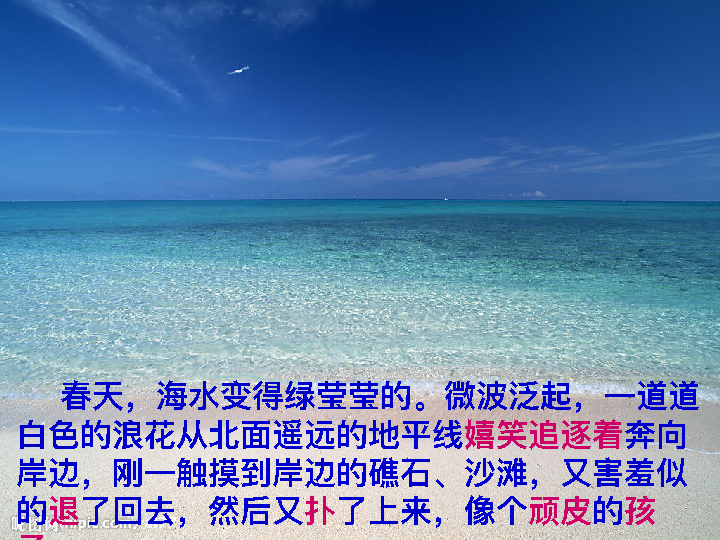 春天，海水变得绿莹莹的。微波泛起，一道道
白色的浪花从北面遥远的地平线嬉笑追逐着奔向
岸边，刚一触摸到岸边的礁石、沙滩，又害羞似
的退了回去，然后又扑了上来，像个顽皮的孩